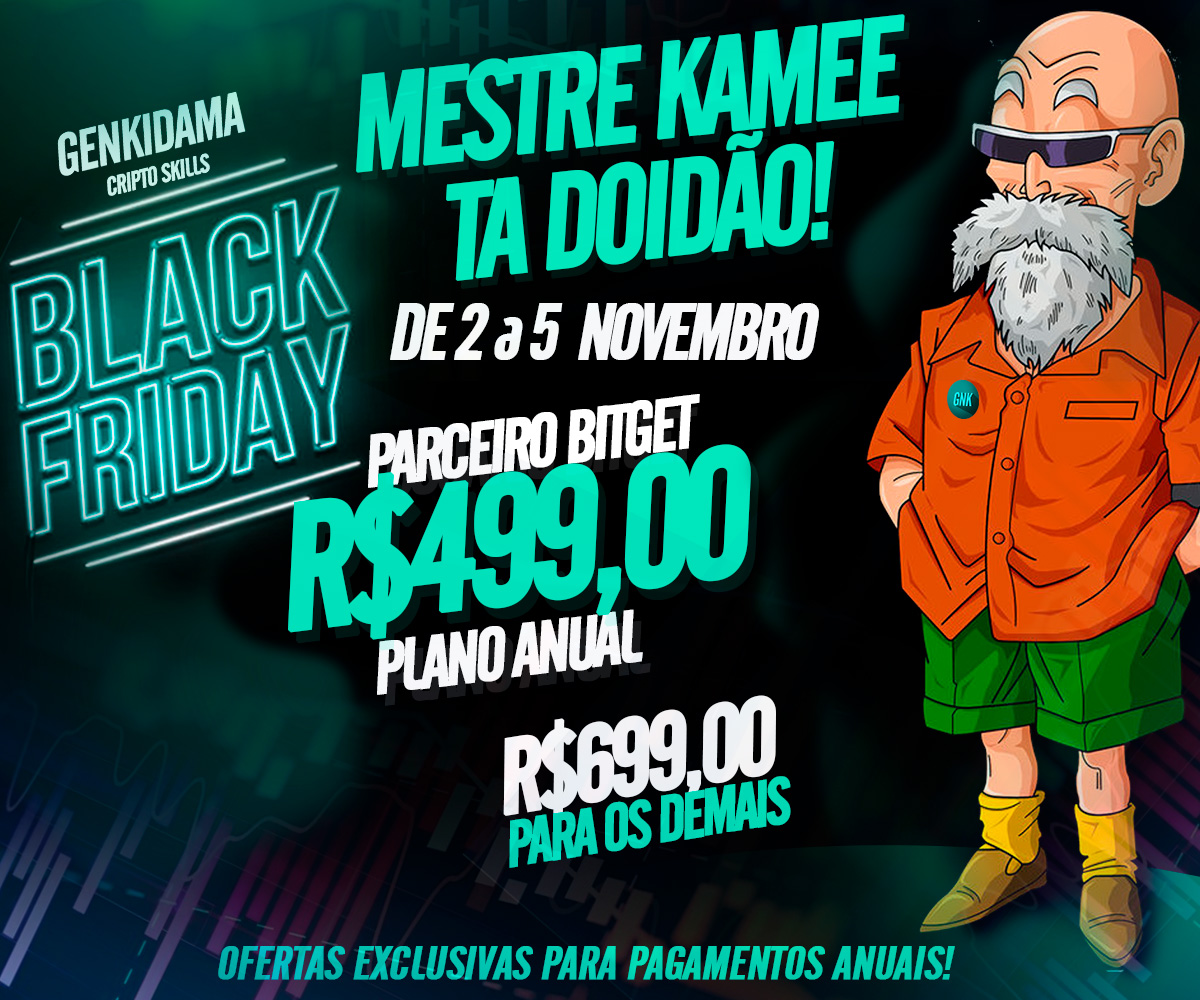 GENKIDAMA
CRIPTO SKILLS
BLACK
FRIDAY
MESTRE KAMEE
TA DOIDÃO!
DE 2 a 5 NOVEMBRO
PARCEIRO BITGET
R$499,00
PLANO ANUAL
R$699,00
PARA OS DEMAIS
GNK
OFERTAS EXCLUSIVAS PARA PAGAMENTOS ANUAIS!